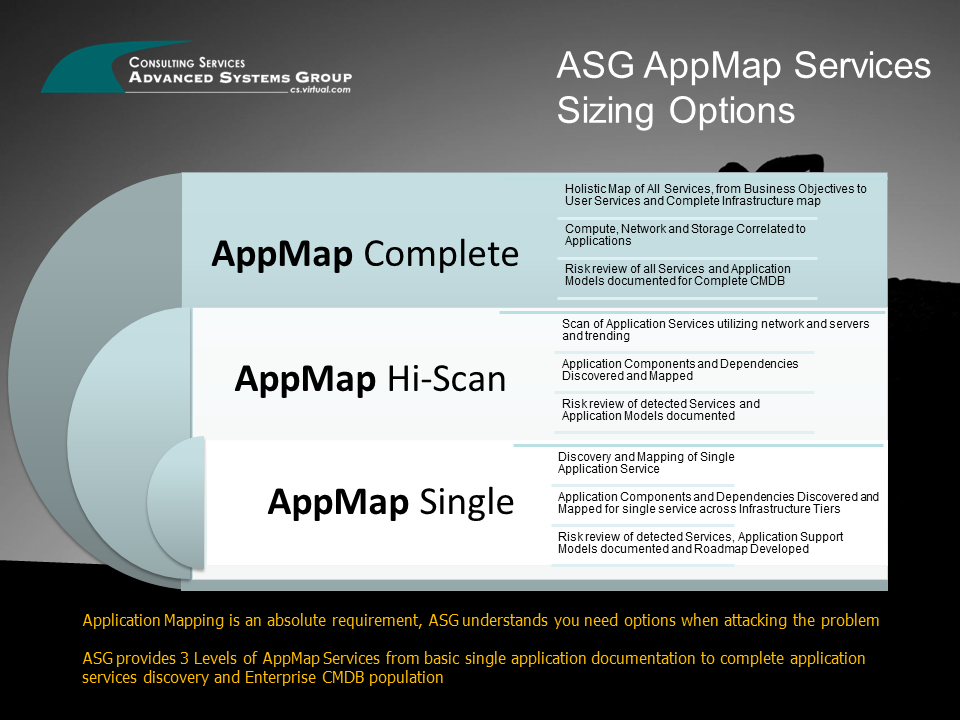 CONSULTING SERVICES
ADVANCED SYSTEMS GROUP
cs.virtual.com
ASG AppMap Services
Sizing Options
AppMap Complete
Holistic Map of All Services, from Business Objectives to
User Services and Complete Infrastructure map
Compute, Network and Storage Correlated to
Applications
Risk review of all Services and Application
Models documented for Complete CMDB
AppMap Hi-Scan
Scan of Application Services utilizing network and servers
and trending
Application Components and Dependencies
Discovered and Mapped
Risk review of detected Services and
Application Models documented
AppMap Single
Discovery and Mapping of Single
Application Service
Application Components and Dependencies Discovered and
Mapped for single service across Infrastructure Tiers
Risk review of detected Services, Application Support
Models documented and Roadmap Developed
Application Mapping is an absolute requirement, ASG understands you need options when attacking the problem
ASG provides 3 Levels of AppMap Services from basic single application documentation to complete application
services discovery and Enterprise CMDB population